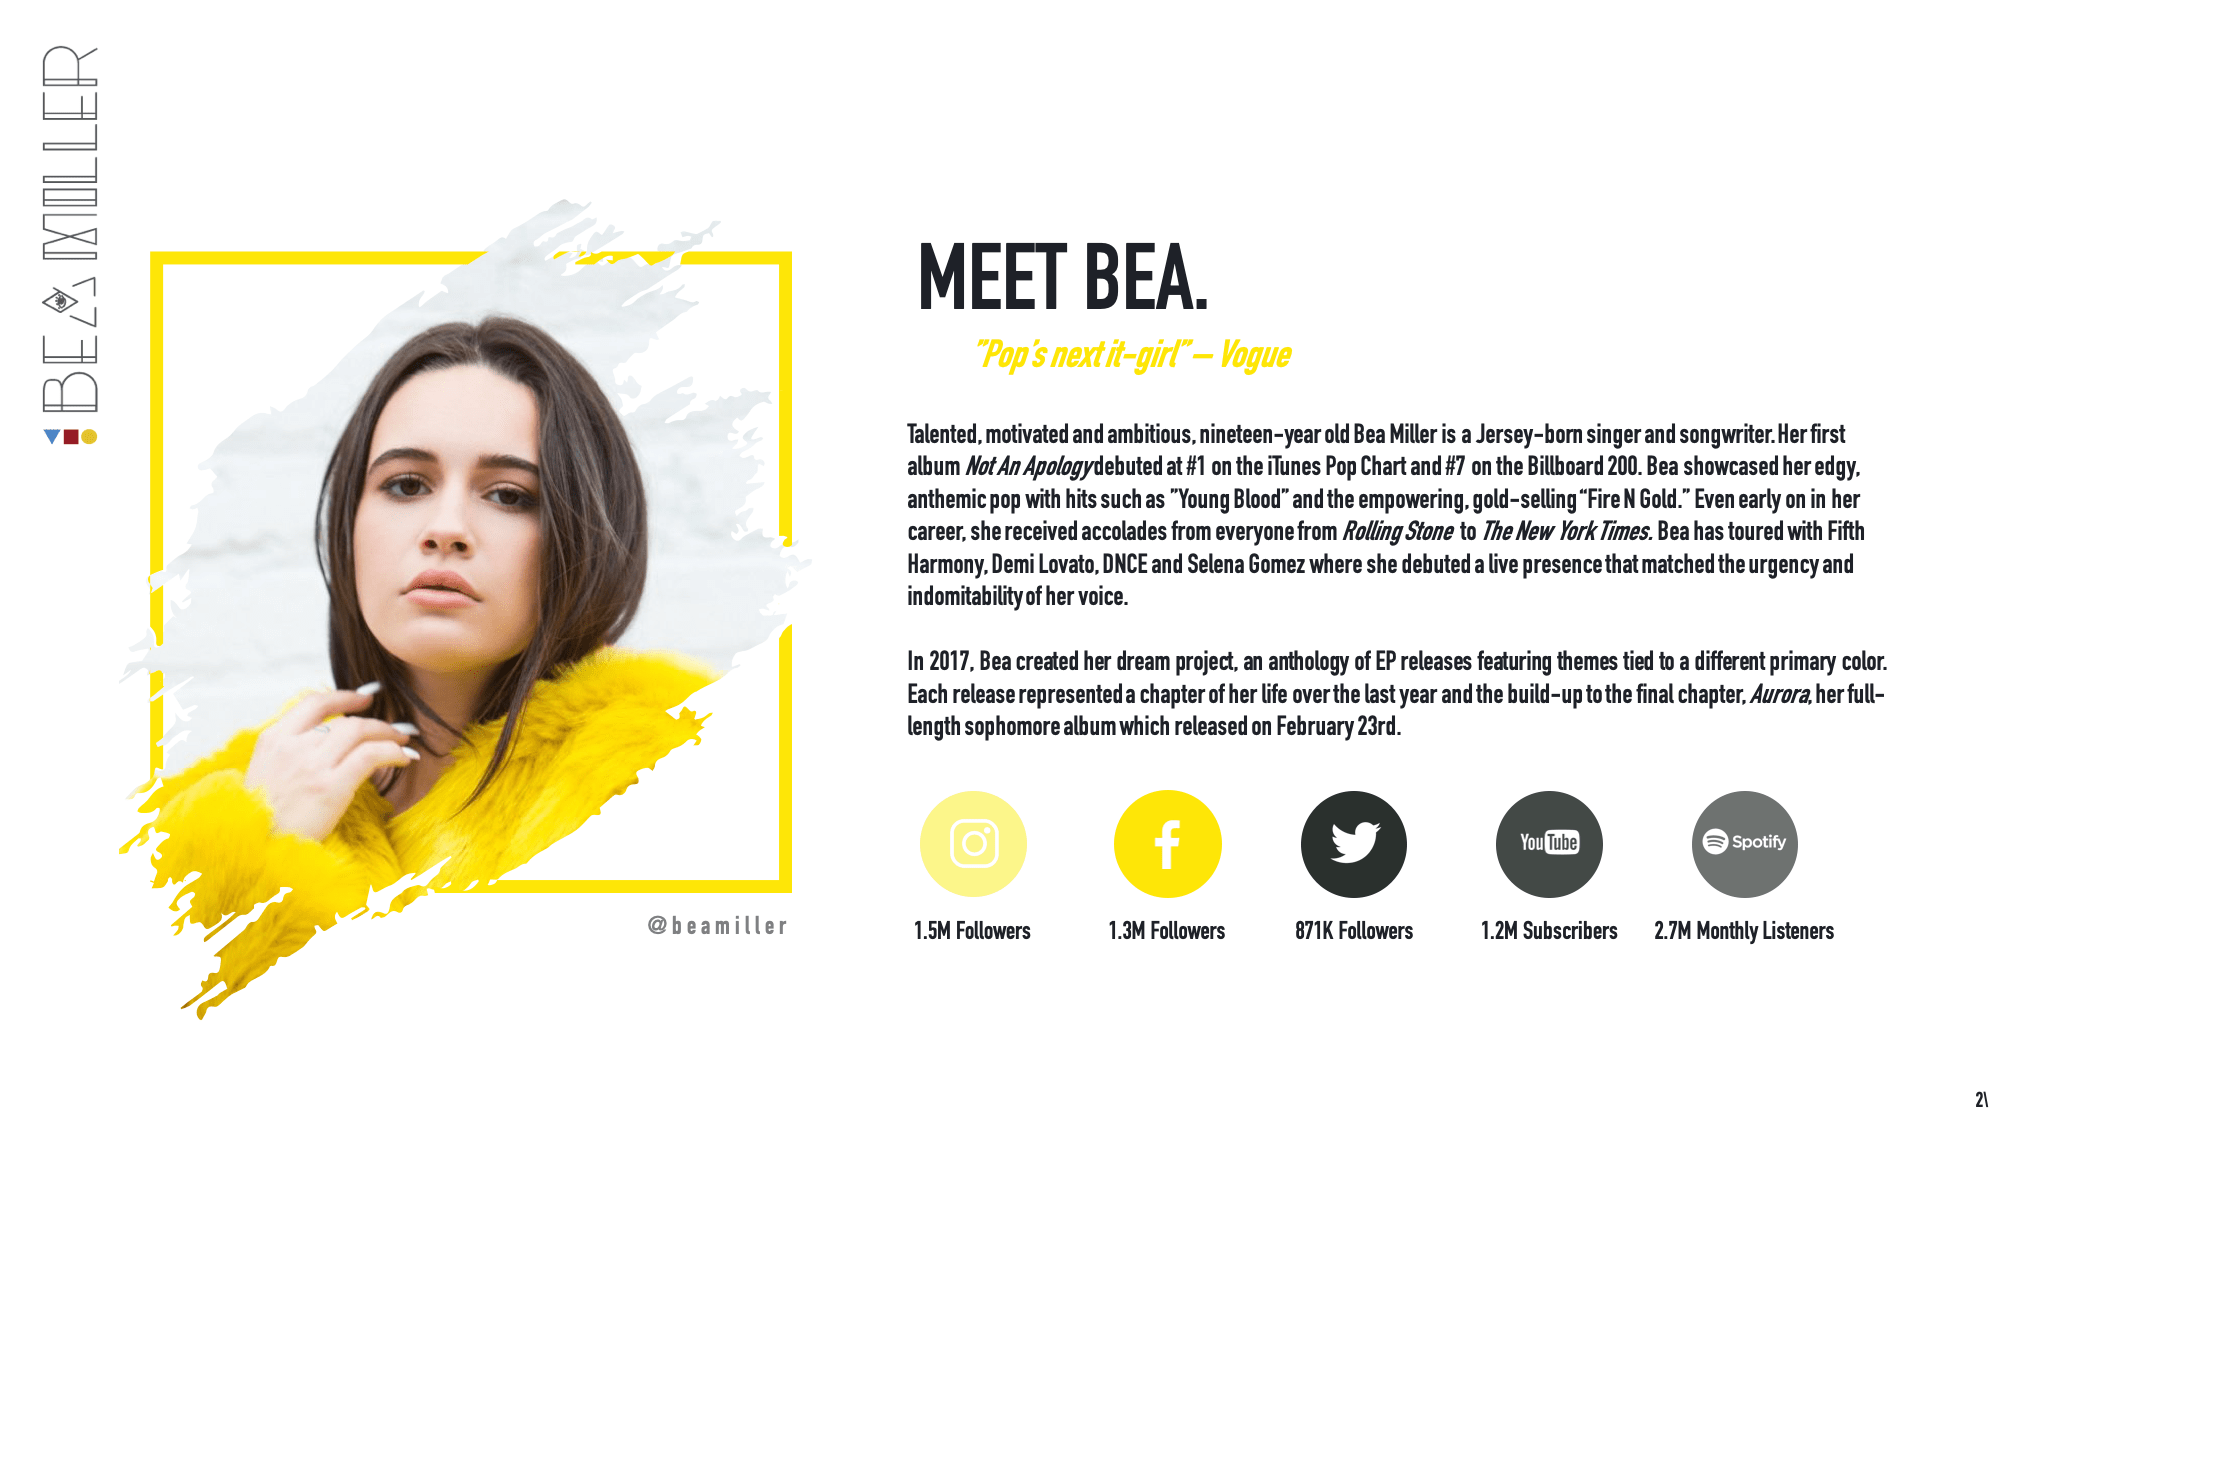 BEA MILLER
MEET BEA.
"Pop's next it-girl" – Vogue
Talented, motivated and ambitious, nineteen-year old Bea Miller is a Jersey-born singer and songwriter. Her first
album Not An Apology debuted at #1 on the iTunes Pop Chart and #7 on the Billboard 200. Bea showcased her edgy,
anthemic pop with hits such as "Young Blood" and the empowering, gold-selling "Fire N Gold." Even early on in her
career, she received accolades from everyone from Rolling Stone to The New York Times. Bea has toured with Fifth
Harmony, Demi Lovato, DNCE and Selena Gomez where she debuted a live presence that matched the urgency and
indomitability of her voice.
In 2017, Bea created her dream project, an anthology of EP releases featuring themes tied to a different primary color.
Each release represented a chapter of her life over the last year and the build-up to the final chapter, Aurora, her full-
length sophomore album which released on February 23rd.
YouTube
Spotify
1.5M Followers
1.3M Followers
871K Followers
1.2M Subscribers
2.7M Monthly Listeners
@beamiller
2\